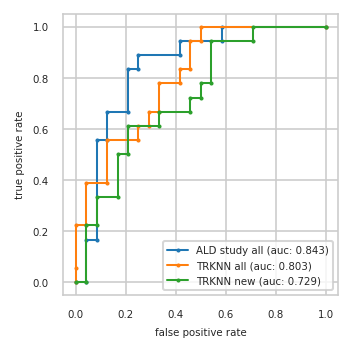 1.0
0.8
0.6
0.4
0.2
0.0
true positive rate
ALD study all (auc: 0.843)
TRKNN all (auc: 0.803)
TRKNN new (auc: 0.729)
0.0 0.2 0.4 0.6 0.8 1.0
false positive rate